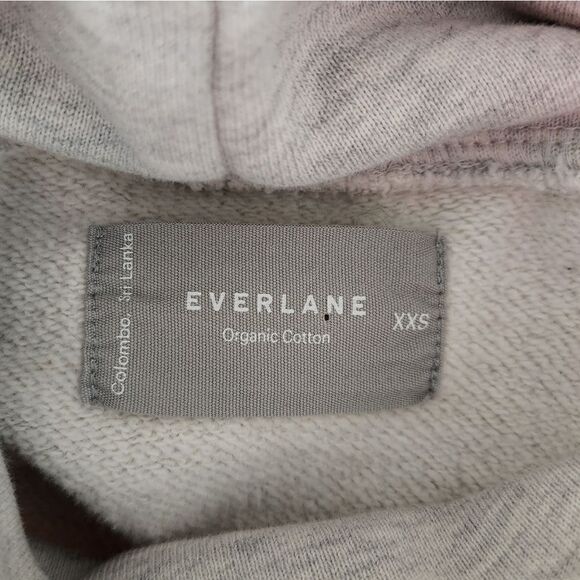 Colombo, Sri Lanka
EVERLANE
Organic Cotton
XXS